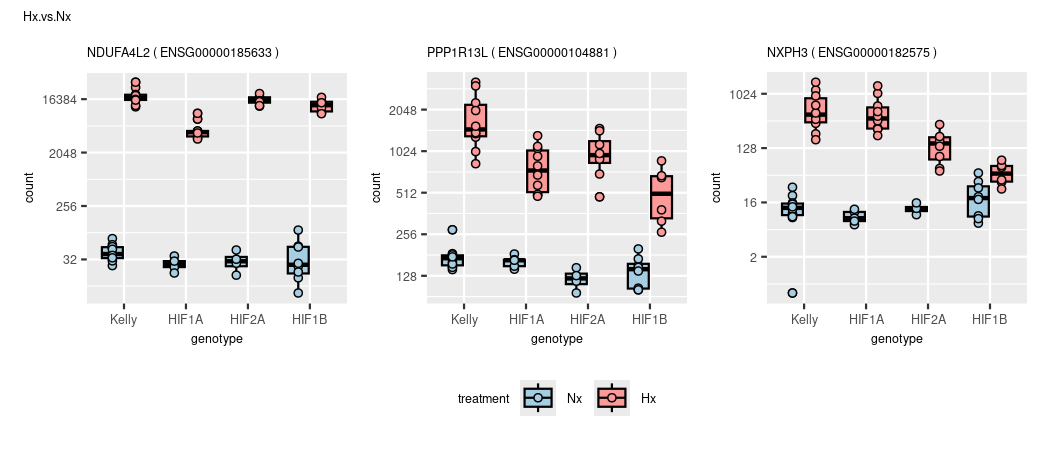 Hx.vs.Nx
NDUFA4L2 ( ENSG00000185633 )
count
16384
2048
256
32
Kelly HIF1A HIF2A HIF1B
genotype
PPP1R13L ( ENSG00000104881 )
count
2048
1024
512
256
128
Kelly HIF1A HIF2A HIF1B
genotype
NXPH3 ( ENSG00000182575 )
count
1024
128
16
2
Kelly HIF1A HIF2A HIF1B
genotype
treatment Nx Hx